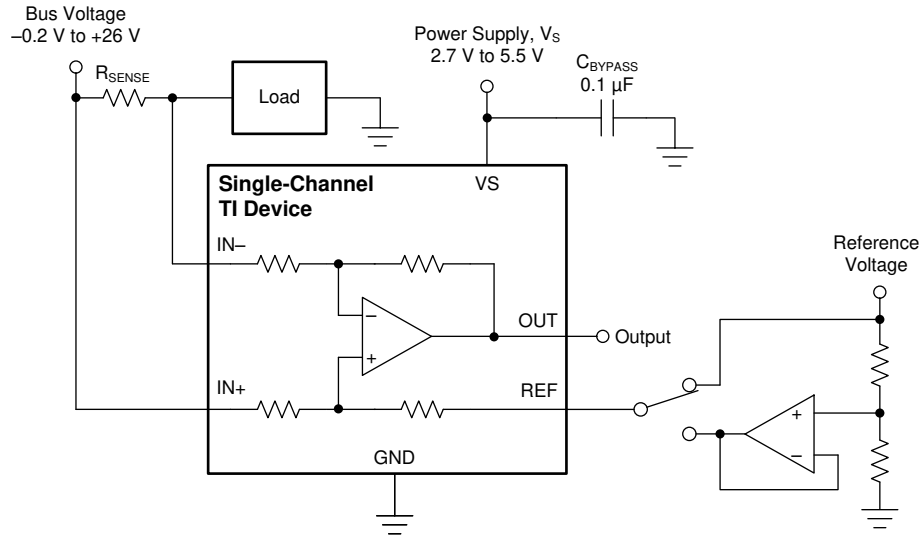 Bus Voltage
–0.2 V to +26 V
RSENSE
Load
Power Supply, VS
2.7 V to 5.5 V
CBYPASS
0.1 µF
Single-Channel
TI Device
VS
IN–
–
+
OUT
Output
IN+
REF
GND
Reference
Voltage
+
–